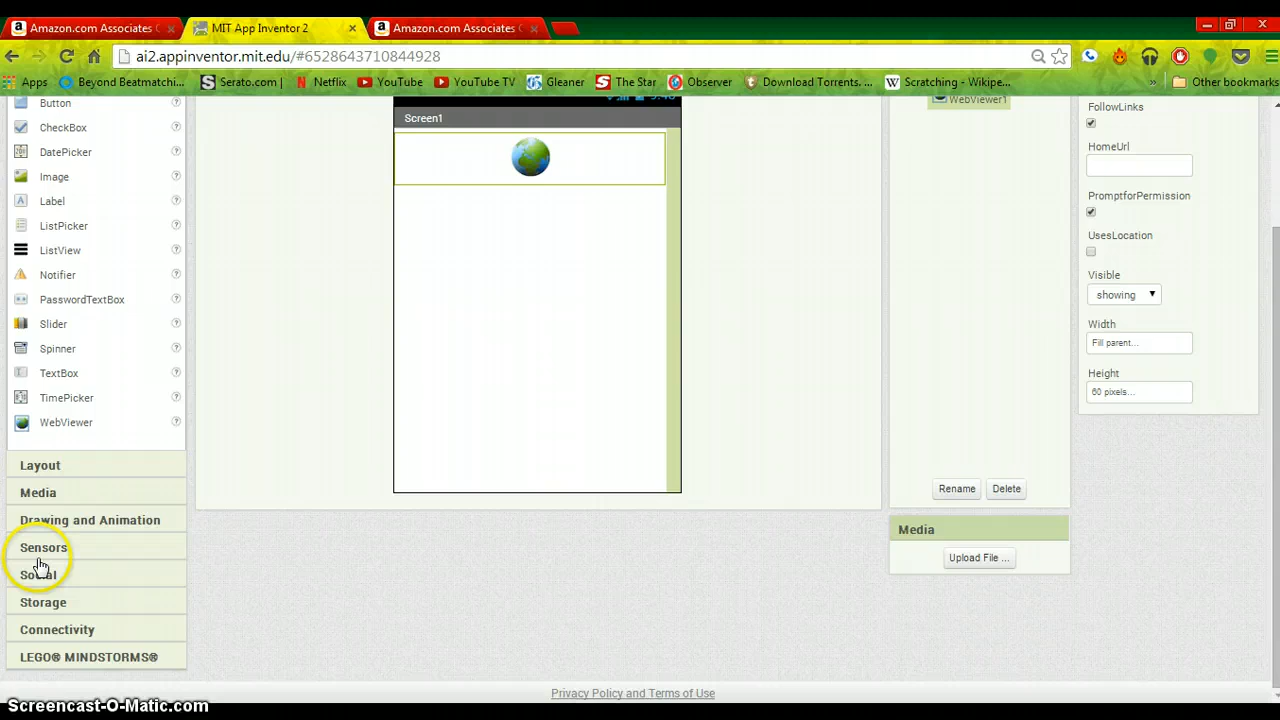 Amazon.com Associates C
MIT App Inventor 2
Amazon.com Associates C
ai2.appinventor.mit.edu/#6528643710844928
Apps
Beyond Beatmatchi...
Serato.com |
Netflix
YouTube
YouTube TV
Gleaner
The Star
Observer
Download Torrents, ...
Scratching - Wikipe...
»
Other bookmarks
Button
CheckBox
DatePicker
Image
Label
ListPicker
ListView
Notifier
PasswordTextBox
Slider
Spinner
TextBox
TimePicker
WebViewer
Layout
Media
Drawing and Animation
Sensors
Social
Storage
Connectivity
LEGO® MINDSTORMS®
9:48
Screen1
WebViewer1
Rename
Delete
Media
Upload File ...
FollowLinks
HomeUrl
PromptforPermission
UsesLocation
Visible
showing
Width
Fill parent...
Height
60 pixels...
Privacy Policy and Terms of Use
Screencast-O-Matic.com